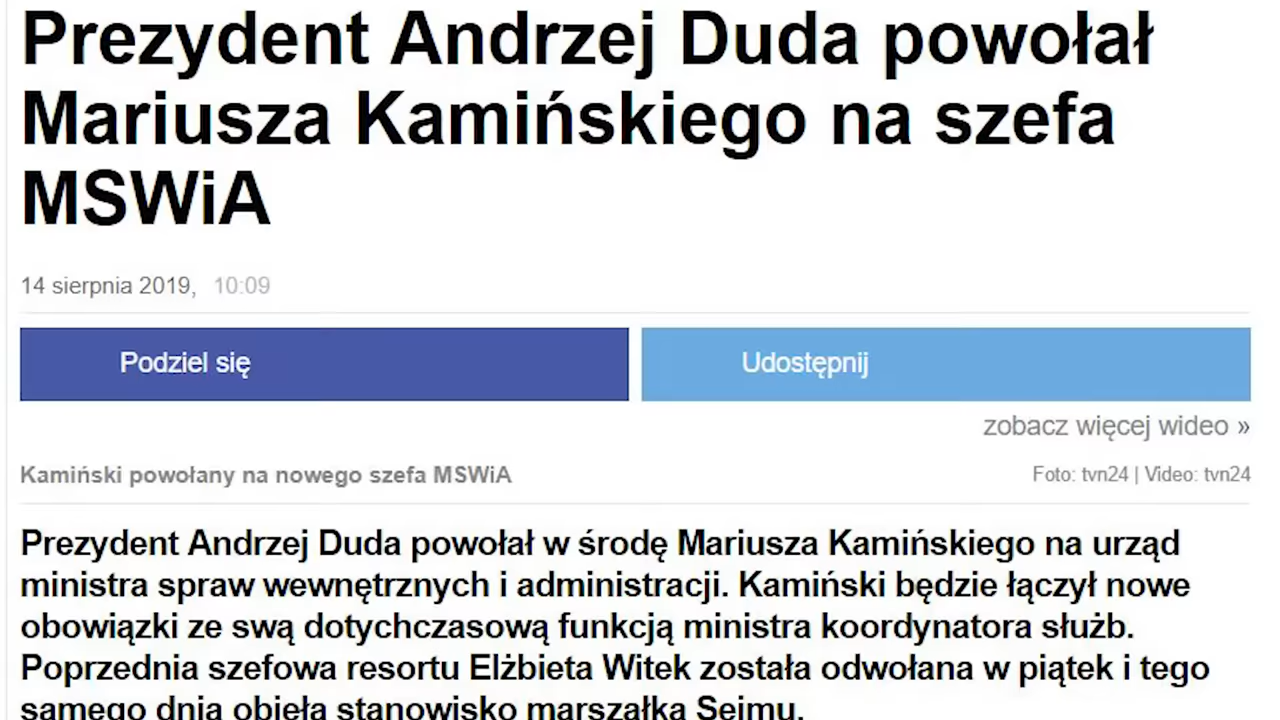 Prezydent Andrzej Duda powołał
Mariusza Kamińskiego na szefa
MSWiA
14 sierpnia 2019, 10:09
Podziel się
Udostępnij
zobacz więcej wideo »
Kamiński powołany na nowego szefa MSWiA
Foto: tvn24 | Video: tvn24
Prezydent Andrzej Duda powołał w środę Mariusza Kamińskiego na urząd
ministra spraw wewnętrznych i administracji. Kamiński będzie łączył nowe
obowiązki ze swą dotychczasową funkcją ministra koordynatora służb.
Poprzednia szefowa resortu Elżbieta Witek została odwołana w piątek i tego
samego dnia objęła stanowisko marszałka Sejmu.